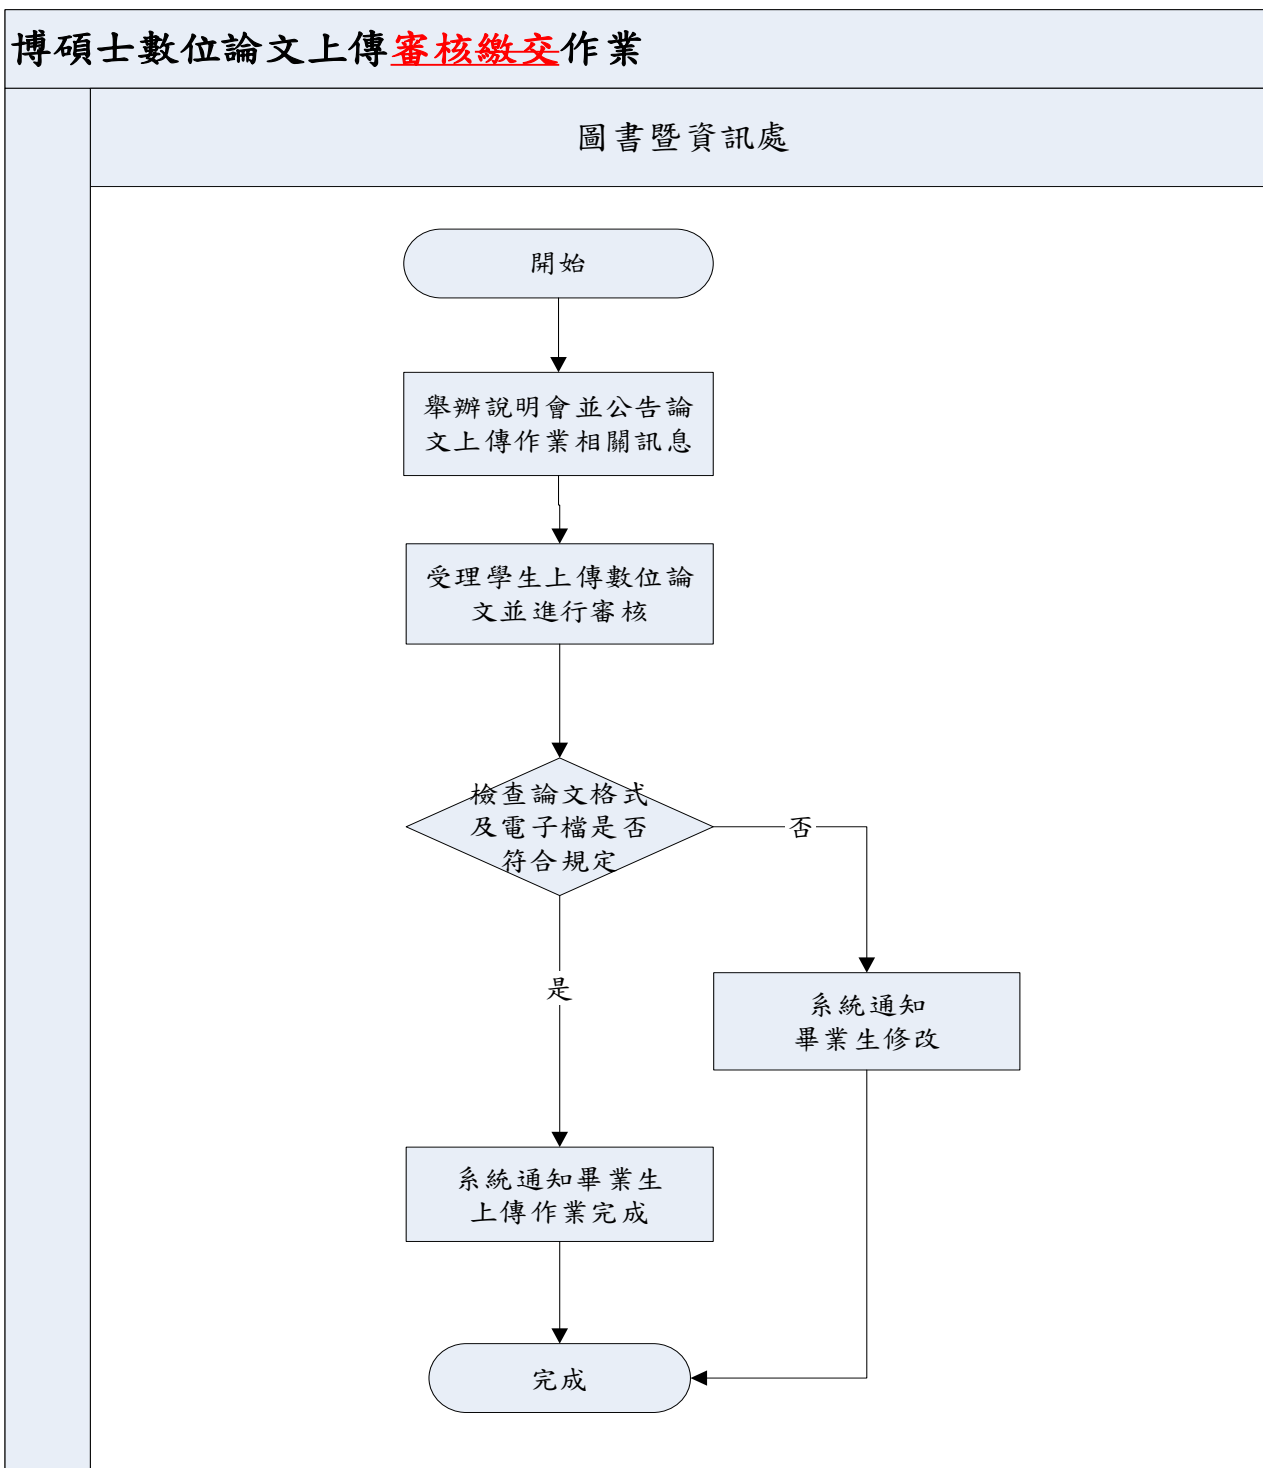 博碩士數位論文上傳審核繳交作業
圖書暨資訊處
開始
舉辦說明會並公告論
文上傳作業相關訊息
受理學生上傳數位論
文並進行審核
檢查論文格式
及電子檔是否
符合規定
否
是
系統通知
畢業生修改
系統通知畢業生
上傳作業完成
完成